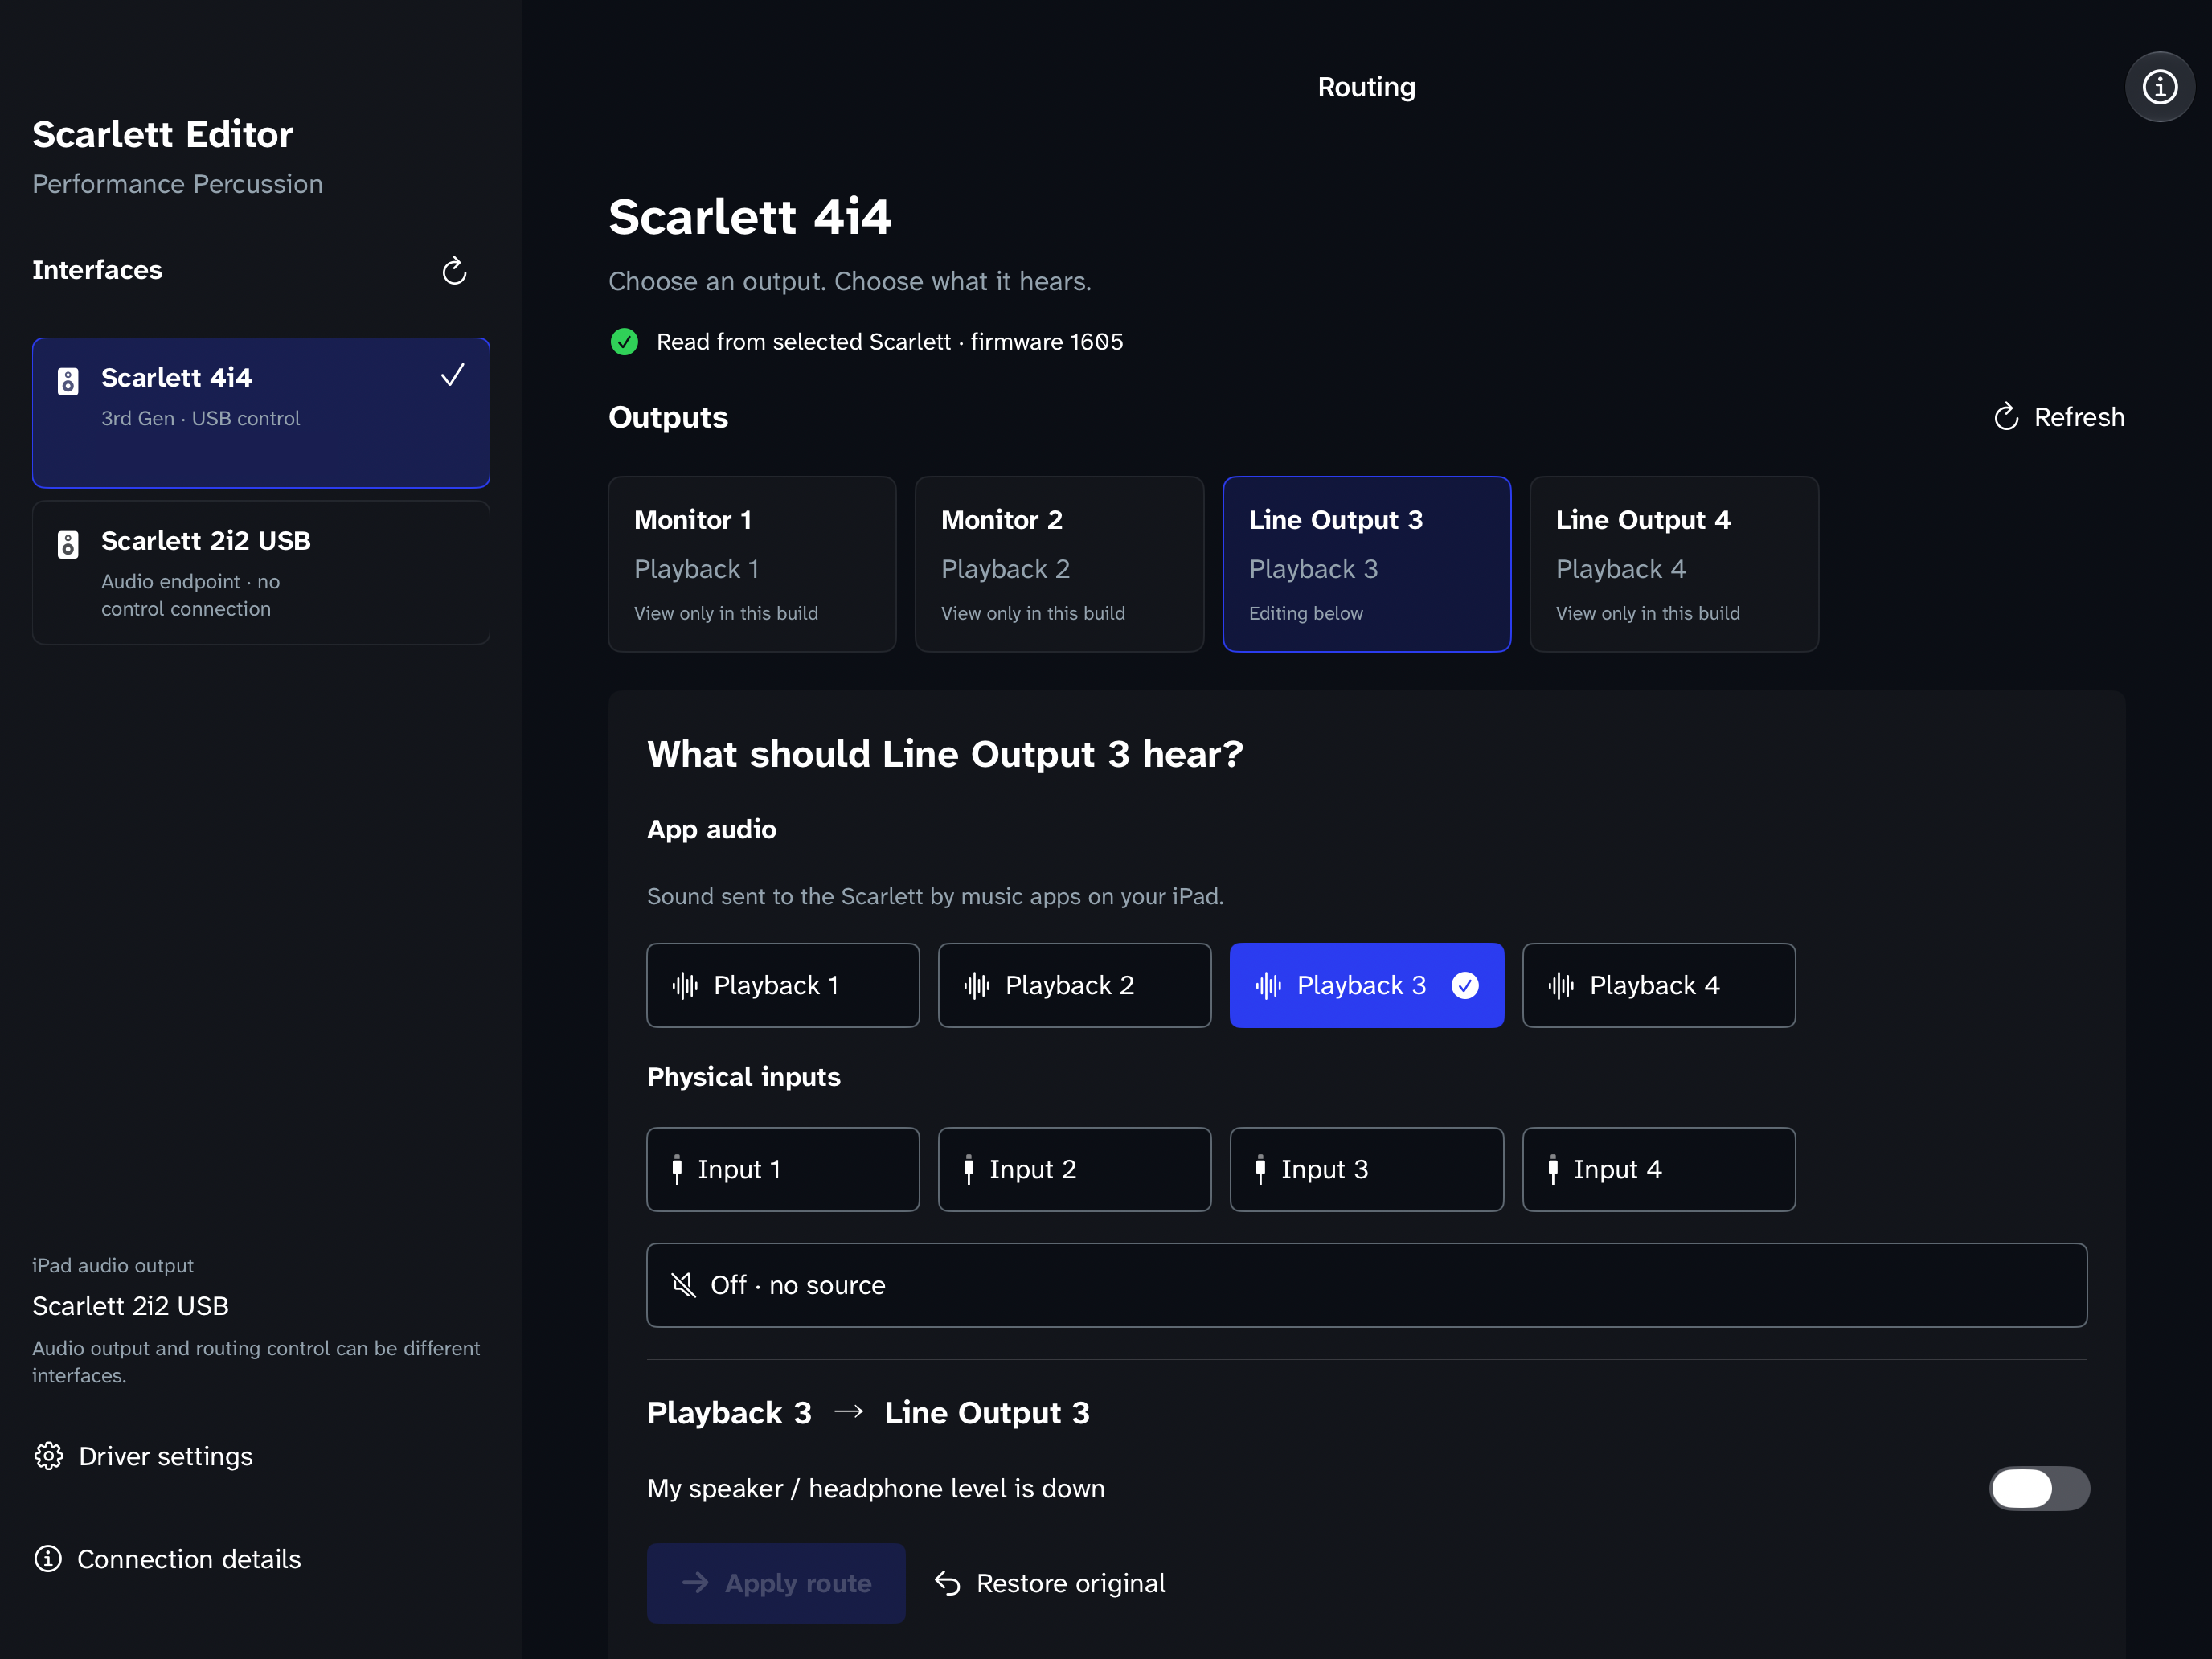 Routing
Scarlett Editor
Performance Percussion
Interfaces
Scarlett 4i4
3rd Gen · USB control
Scarlett 2i2 USB
Audio endpoint · no
control connection
iPad audio output
Scarlett 2i2 USB
Audio output and routing control can be different
interfaces.
Driver settings
Connection details
Scarlett 4i4
Choose an output. Choose what it hears.
Read from selected Scarlett · firmware 1605
Outputs
Refresh
Monitor 1
Playback 1
View only in this build
Monitor 2
Playback 2
View only in this build
Line Output 3
Playback 3
Editing below
Line Output 4
Playback 4
View only in this build
What should Line Output 3 hear?
App audio
Sound sent to the Scarlett by music apps on your iPad.
Playback 1
Playback 2
Playback 3
Playback 4
Physical inputs
Input 1
Input 2
Input 3
Input 4
Off · no source
Playback 3 → Line Output 3
My speaker / headphone level is down
Apply route
Restore original